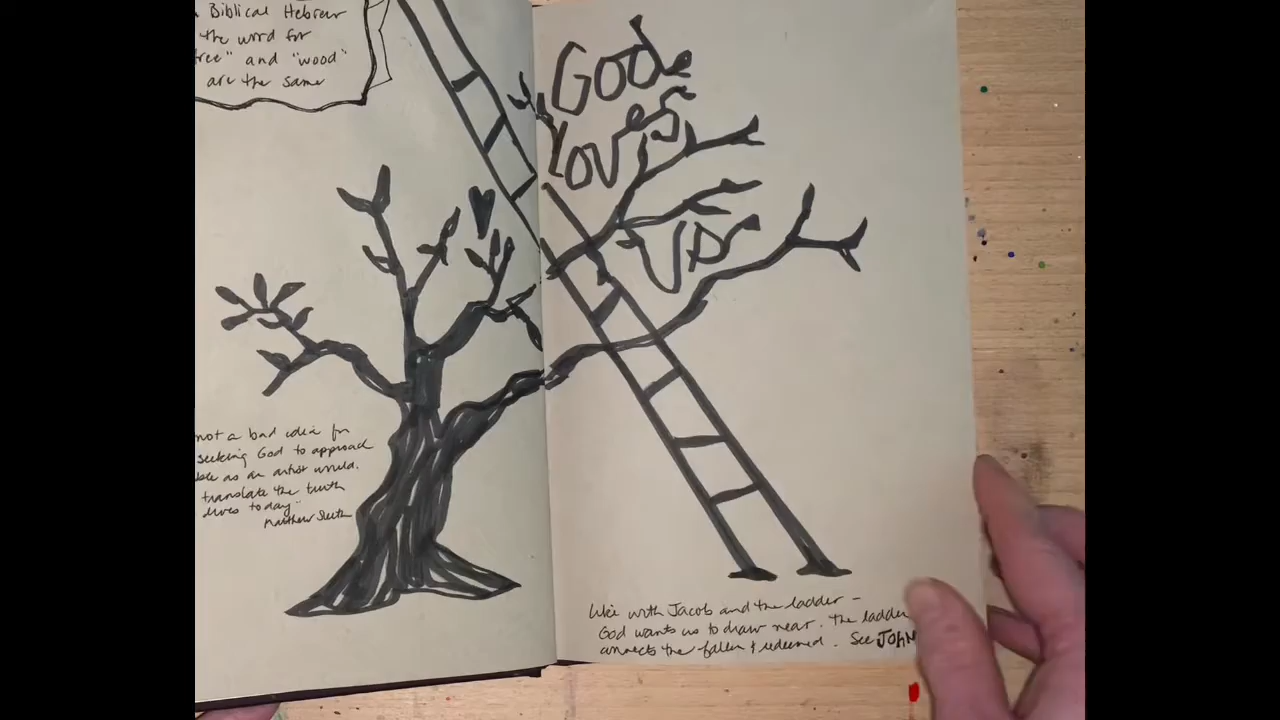 Biblical Hebrew
the word for
tree" and "wood"
are the same
God
loves
us
not a bad idea for
seeking God to approach
ble as an artist would.
translate the truth
lives today"
Matthew Sleeth
like with Jacob and the ladder -
God wants us to draw near. The ladder
connects the fallen & redeemed. See JOHN